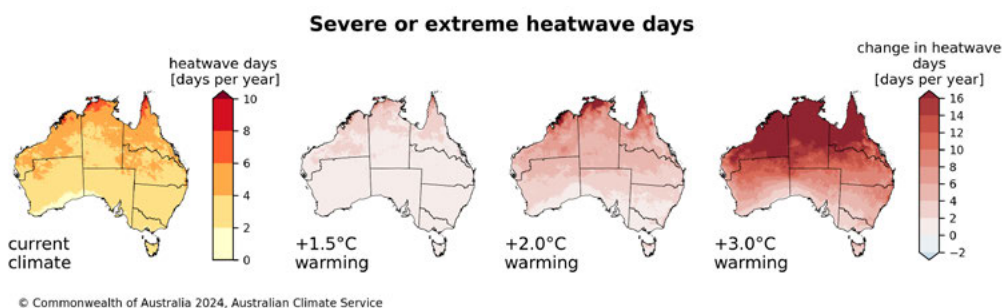 Severe or extreme heatwave days
heatwave days
[days per year]
10
8
6
4
2
0
current
climate
+1.5°C
warming
+2.0°C
warming
+3.0°C
warming
change in heatwave
days
[days per year]
16
14
12
10
8
6
4
2
0
−2
© Commonwealth of Australia 2024, Australian Climate Service